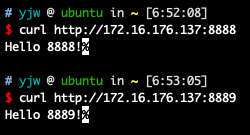 # yjw @ ubuntu in ~ [6:52:08]
$ curl http://172.16.176.137:8888
Hello 8888!%
# yjw @ ubuntu in ~ [6:53:05]
$ curl http://172.16.176.137:8889
Hello 8889!%